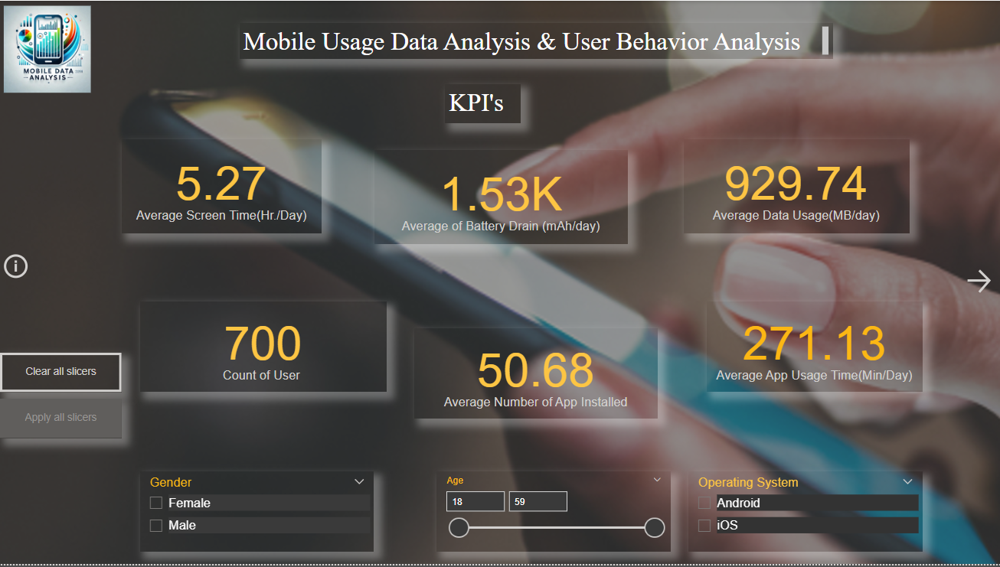 MOBILE DATA
ANALYSIS
Mobile Usage Data Analysis & User Behavior Analysis
KPI's
5.27
Average Screen Time(Hr./Day)
1.53K
Average of Battery Drain (mAh/day)
929.74
Average Data Usage(MB/day)
700
Count of User
50.68
Average Number of App Installed
271.13
Average App Usage Time(Min/Day)
Clear all slicers
Apply all slicers
Gender
Female
Male
Age
18 59
Operating System
Android
iOS